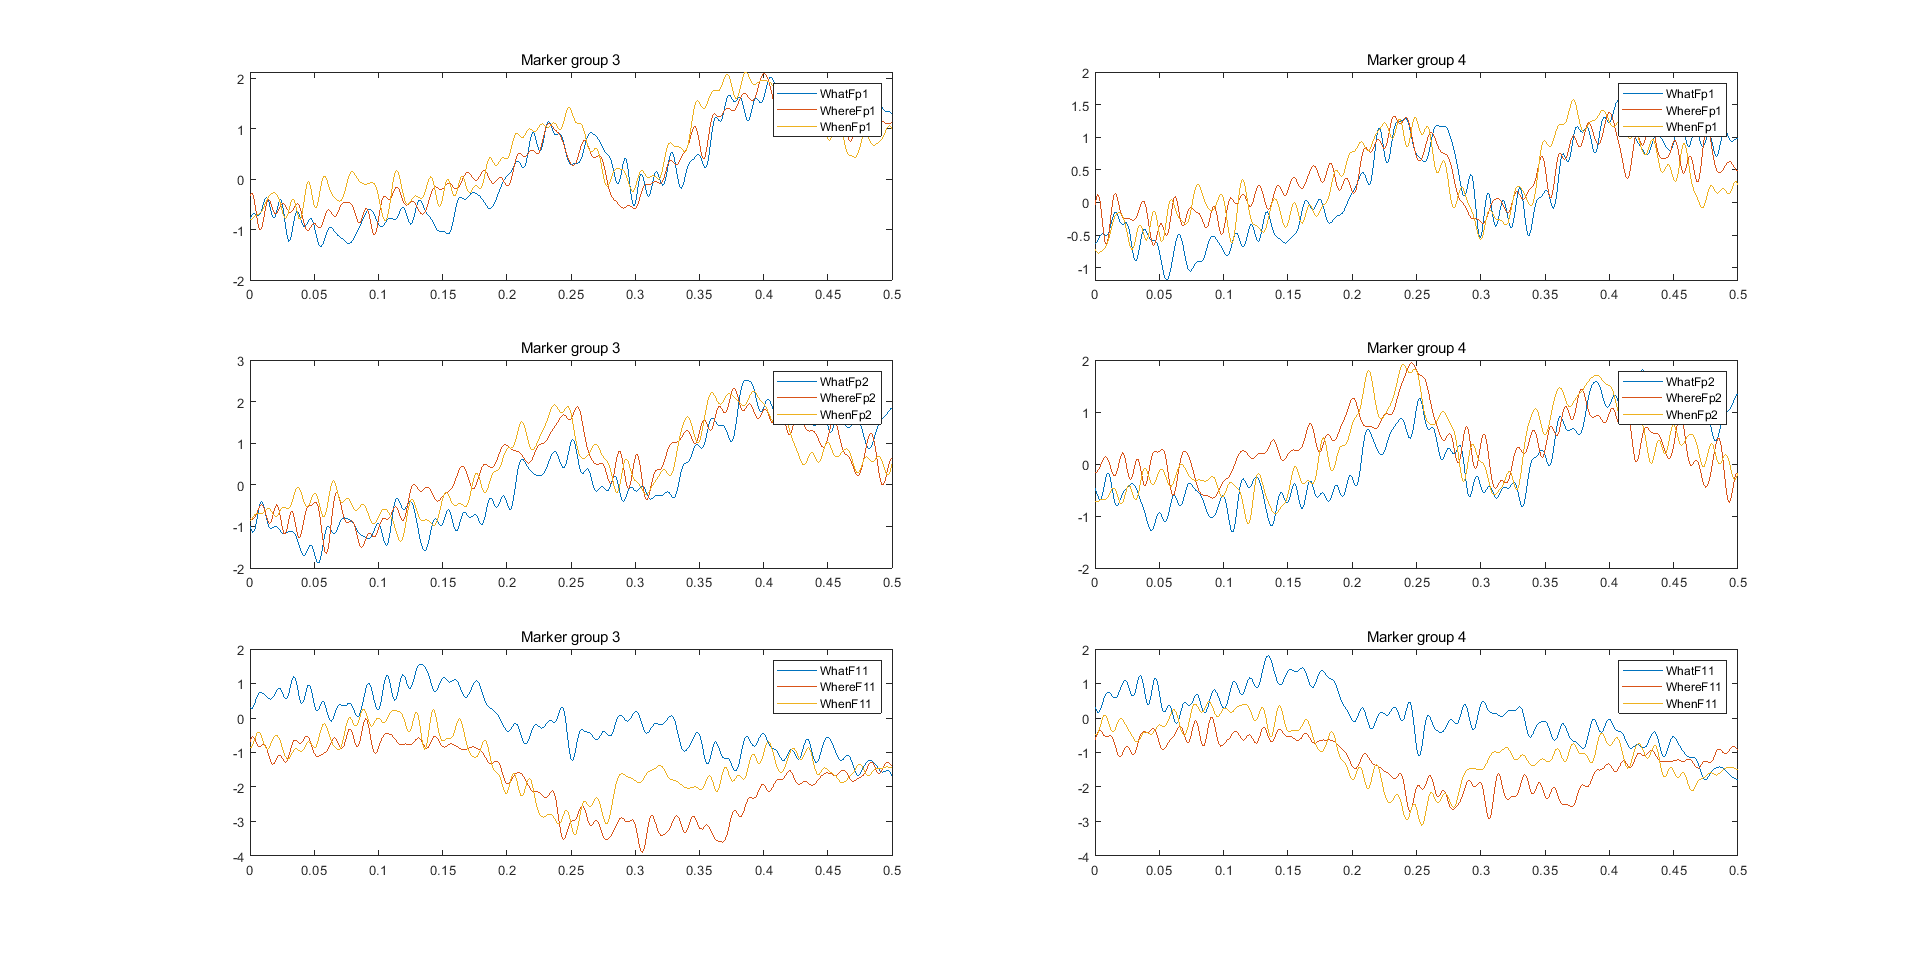 Marker group 3
2
1
0
-1
-2
0 0.05 0.1 0.15 0.2 0.25 0.3 0.35 0.4 0.45 0.5
WhatFp1
WhereFp1
WhenFp1
Marker group 4
2
1.5
1
0.5
0
-0.5
-1
0 0.05 0.1 0.15 0.2 0.25 0.3 0.35 0.4 0.45 0.5
WhatFp1
WhereFp1
WhenFp1
Marker group 3
3
2
1
0
-1
-2
0 0.05 0.1 0.15 0.2 0.25 0.3 0.35 0.4 0.45 0.5
WhatFp2
WhereFp2
WhenFp2
Marker group 4
2
1
0
-1
-2
0 0.05 0.1 0.15 0.2 0.25 0.3 0.35 0.4 0.45 0.5
WhatFp2
WhereFp2
WhenFp2
Marker group 3
2
1
0
-1
-2
-3
-4
0 0.05 0.1 0.15 0.2 0.25 0.3 0.35 0.4 0.45 0.5
WhatF11
WhereF11
WhenF11
Marker group 4
2
1
0
-1
-2
-3
-4
0 0.05 0.1 0.15 0.2 0.25 0.3 0.35 0.4 0.45 0.5
WhatF11
WhereF11
WhenF11